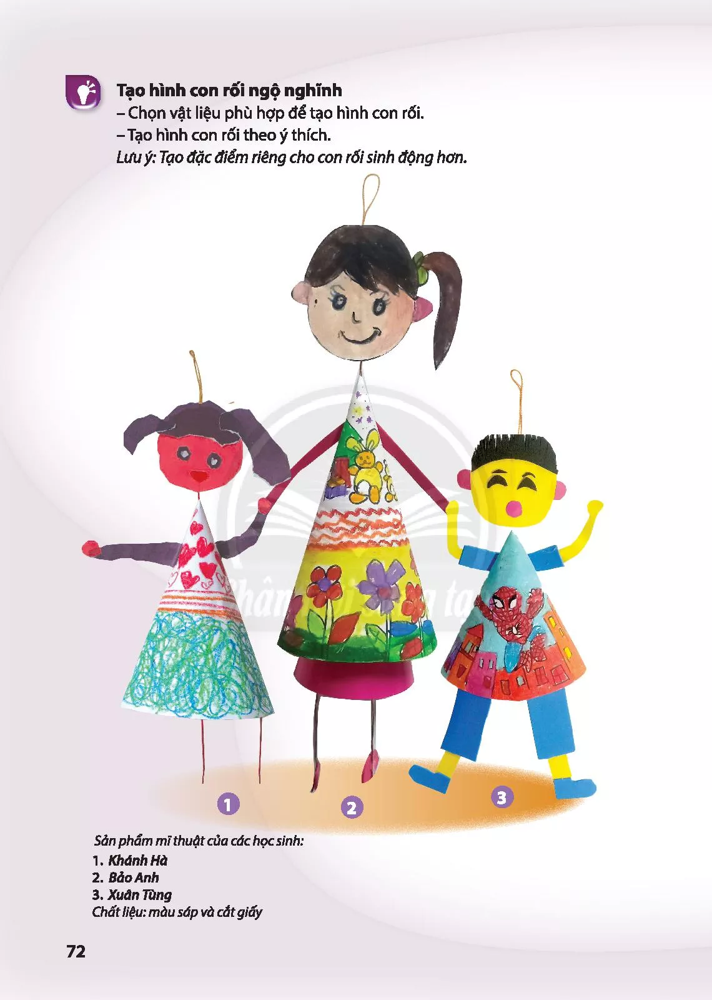 Tạo hình con rối ngộ nghĩnh
– Chọn vật liệu phù hợp để tạo hình con rối.
– Tạo hình con rối theo ý thích.
Lưu ý: Tạo đặc điểm riêng cho con rối sinh động hơn.
1
2
3
Sản phẩm mĩ thuật của các học sinh:
1. Khánh Hà
2. Bảo Anh
3. Xuân Tùng
Chất liệu: màu sáp và cắt giấy
72